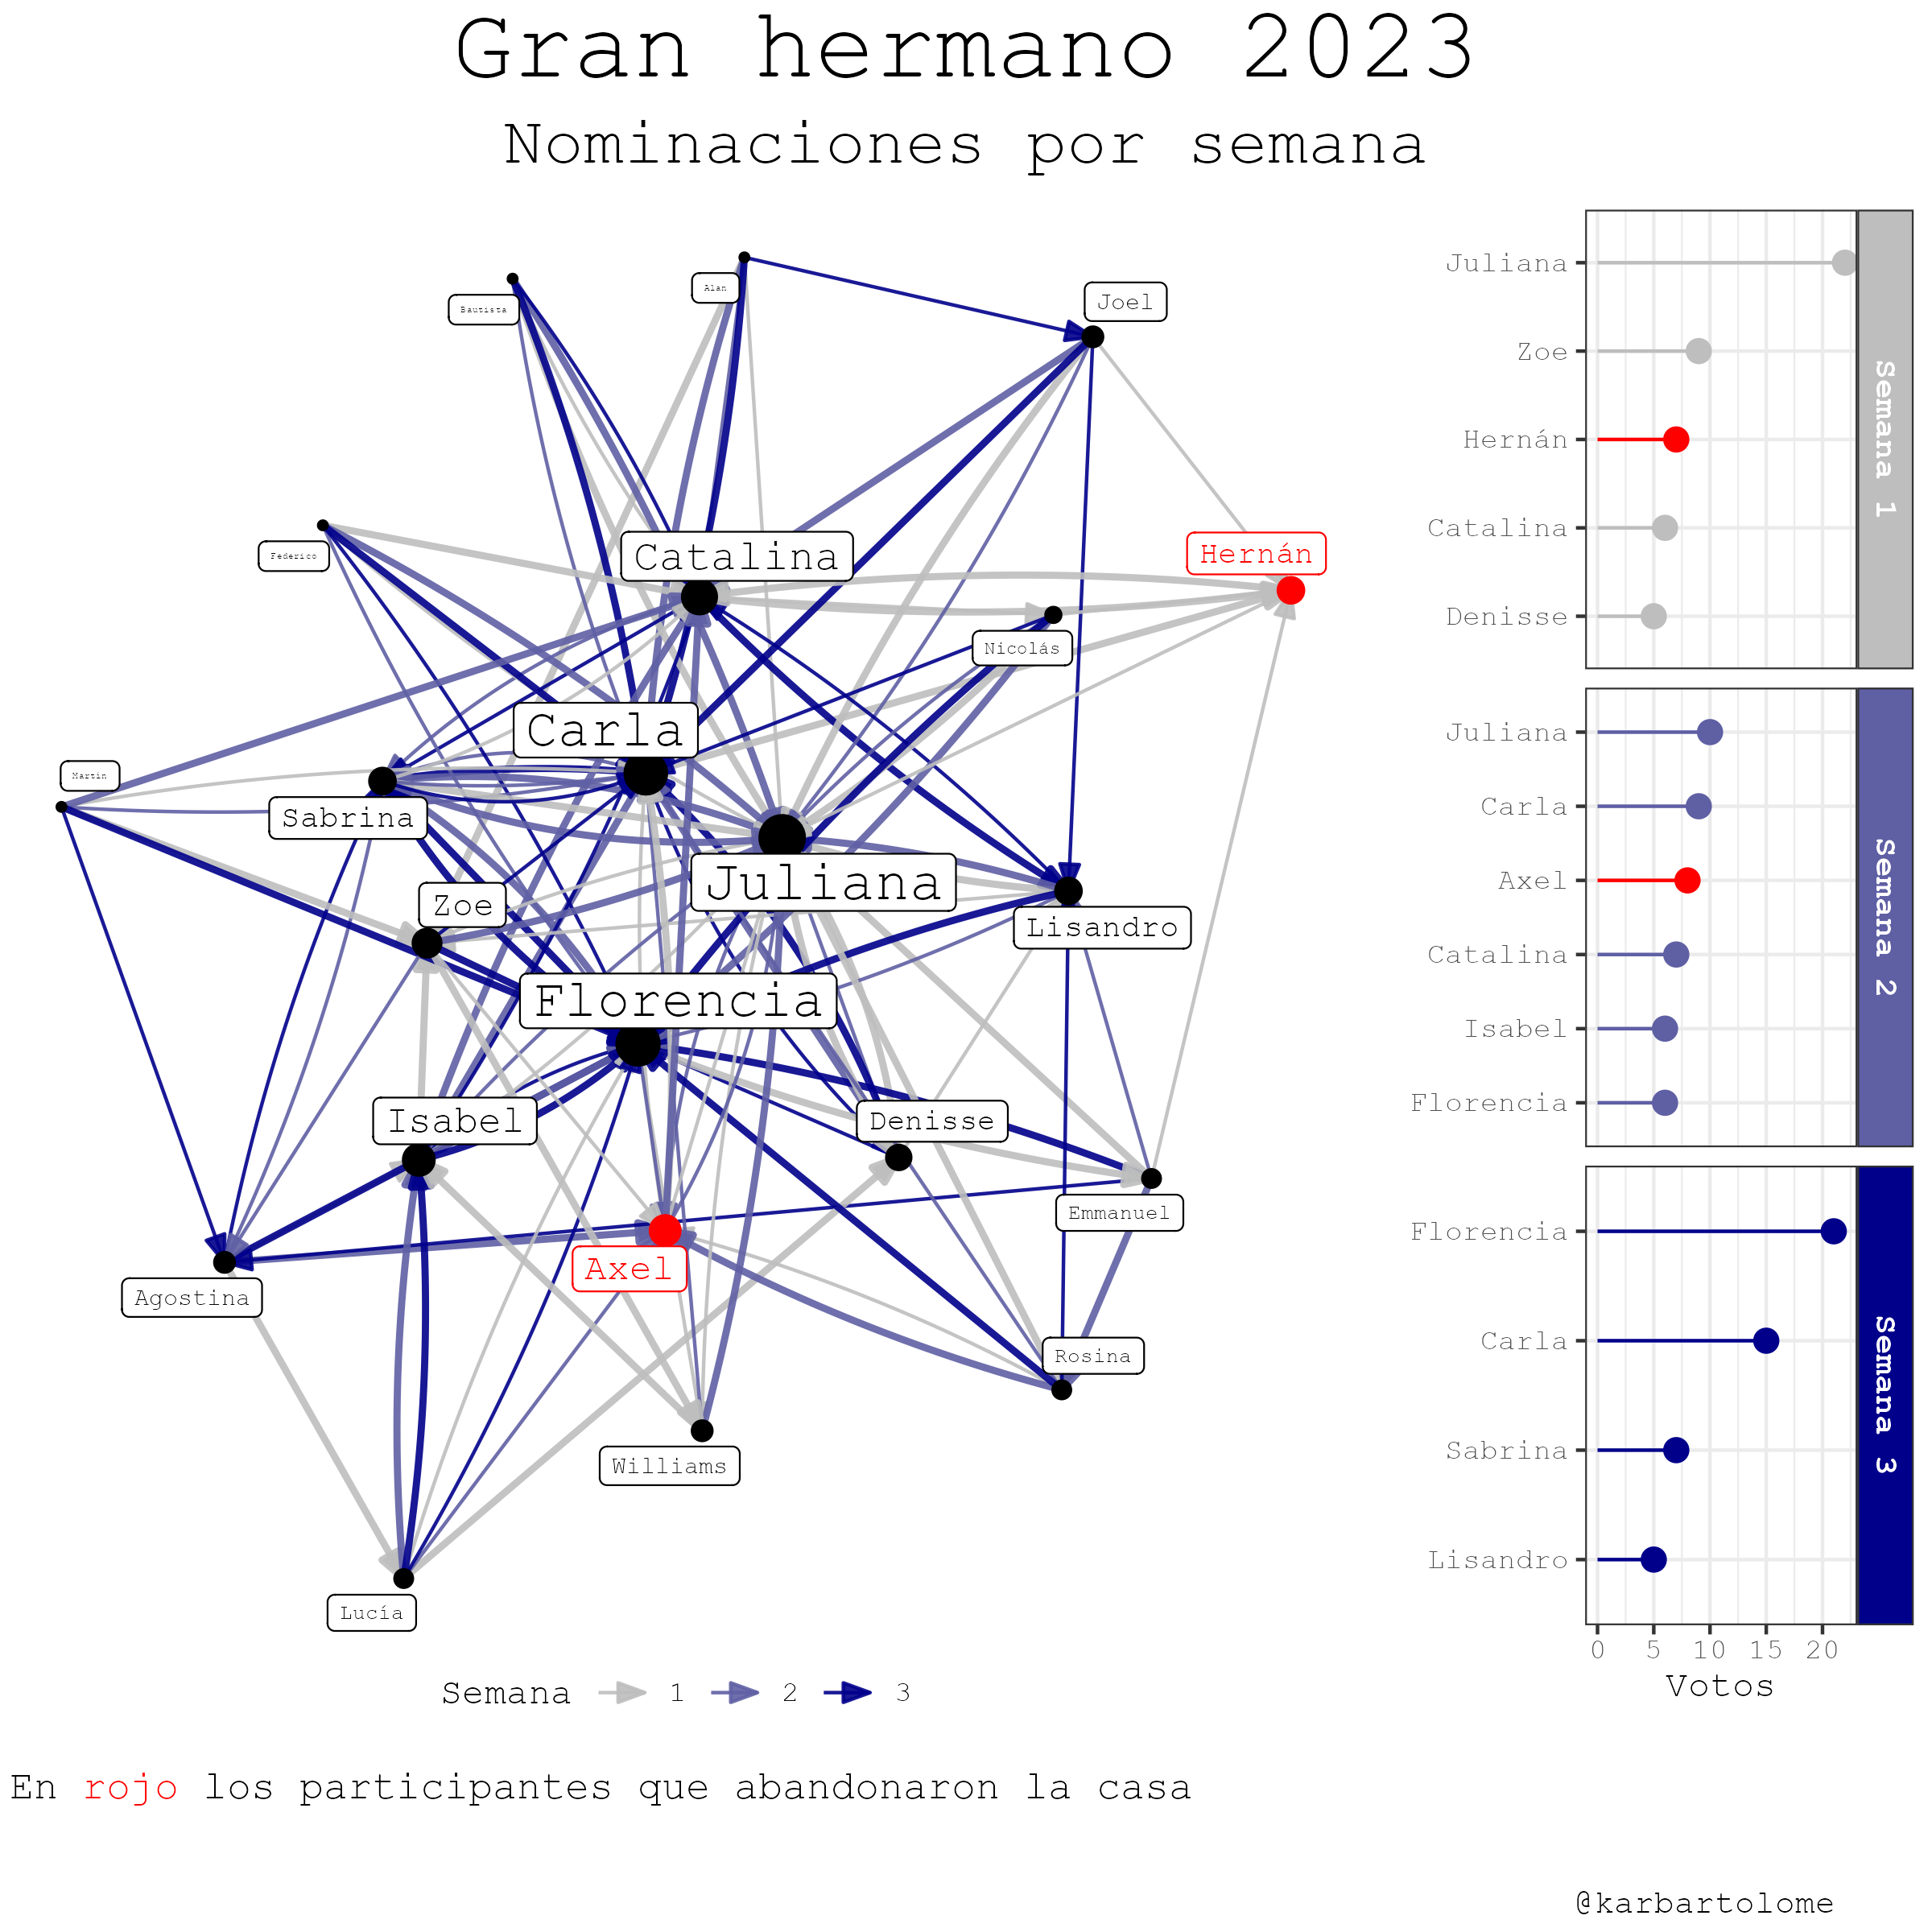 Gran hermano 2023
Nominaciones por semana
Bautista
Alan
Joel
Federico
Catalina
Hernán
Nicolás
Carla
Martín
Sabrina
Juliana
Zoe
Lisandro
Florencia
Isabel
Denisse
Emmanuel
Axel
Agostina
Rosina
Williams
Lucía
Semana 1 2 3
Juliana
Zoe
Hernán
Catalina
Denisse
Semana 1
Juliana
Carla
Axel
Catalina
Isabel
Florencia
Semana 2
Florencia
Carla
Sabrina
Lisandro
Semana 3
0 5 10 15 20
Votos
En rojo los participantes que abandonaron la casa
@karbartolome